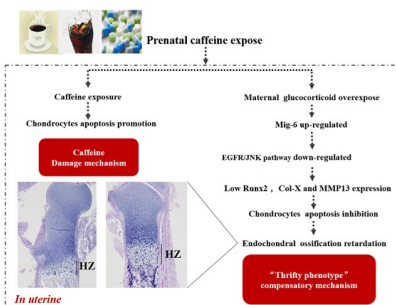 Prenatal caffeine expose
Caffeine exposure
Chondrocytes apoptosis promotion
Caffeine
Damage mechanism
Maternal glucocorticoid overexpose
Mig-6 up-regulated
EGFR/JNK pathway down-regulated
Low Runx2， Col-X and MMP13 expression
Chondrocytes apoptosis inhibition
Endochondral ossification retardation
"Thrifty phenotype"
compensatory mechanism
HZ
HZ
In uterine